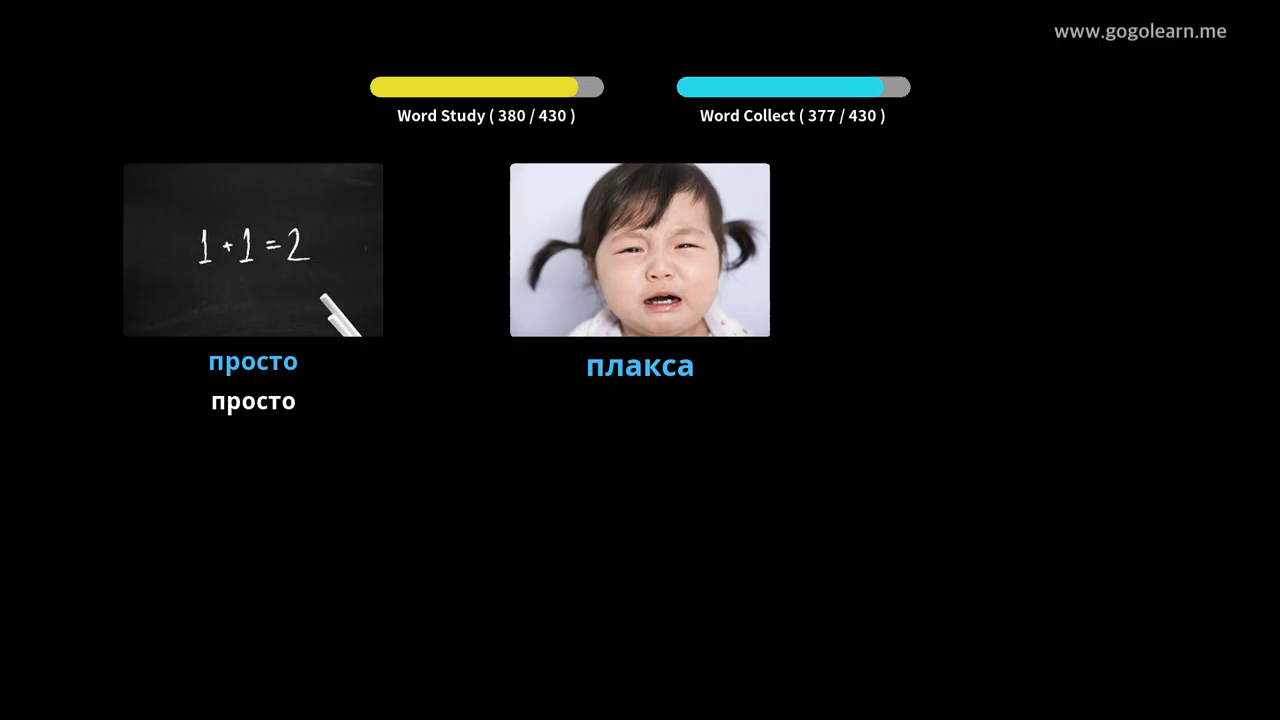 www.gogolearn.me
Word Study ( 380 / 430 )
Word Collect ( 377 / 430 )
1 + 1 = 2
просто
просто
плакса